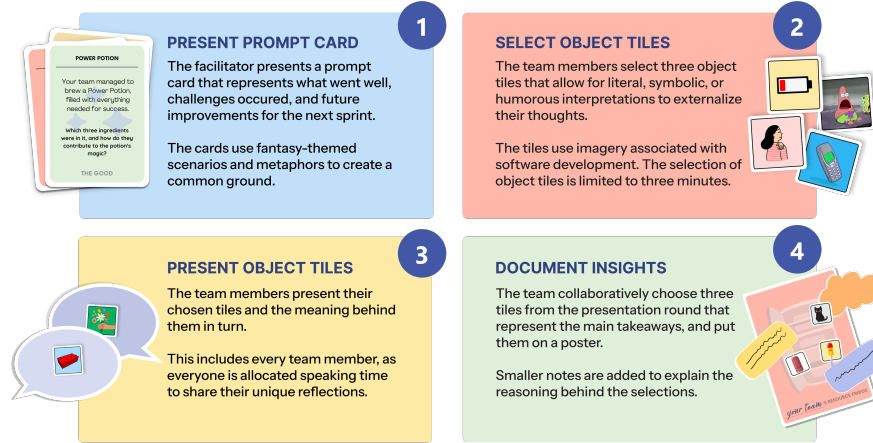 1
PRESENT PROMPT CARD
The facilitator presents a prompt
card that represents what went well,
challenges occured, and future
improvements for the next sprint.
The cards use fantasy-themed
scenarios and metaphors to create a
common ground.
POWER POTION
Your team managed to
brew a Power Potion,
filled with everything
needed for success.
Which three ingredients
were in it, and how do they
contribute to the potion's
magic?
THE GOOD
2
SELECT OBJECT TILES
The team members select three object
tiles that allow for literal, symbolic, or
humorous interpretations to externalize
their thoughts.
The tiles use imagery associated with
software development. The selection of
object tiles is limited to three minutes.
3
PRESENT OBJECT TILES
The team members present their
chosen tiles and the meaning behind
them in turn.
This includes every team member, as
everyone is allocated speaking time
to share their unique reflections.
4
DOCUMENT INSIGHTS
The team collaboratively choose three
tiles from the presentation round that
represent the main takeaways, and put
them on a poster.
Smaller notes are added to explain the
reasoning behind the selections.
your team's RESOURCE FRIDGE